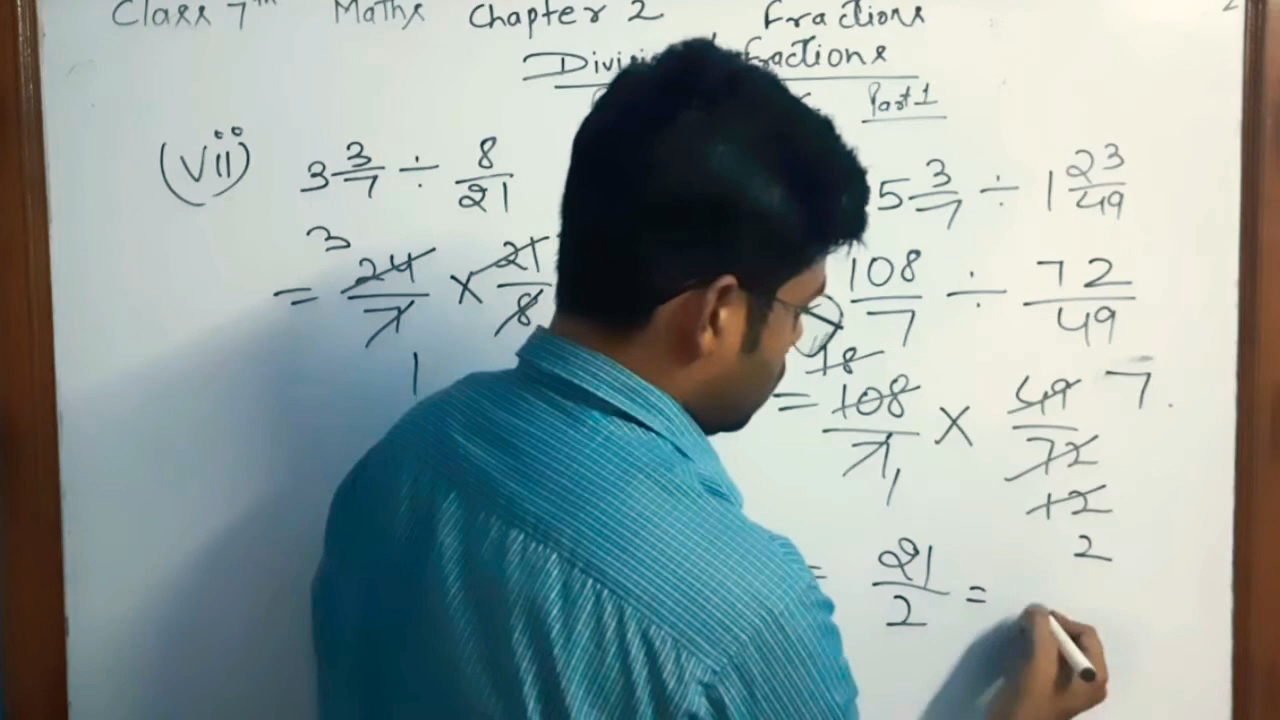 Class 7th Maths Chapter 2 Fractions
Fractions
Part 1
(vii) 3 3/7 ÷ 8/21
3
= 24/7 × 21/8
1
5 3/7 ÷ 1 23/49
108/7 ÷ 72/49
18
= 108/7 × 49/72 7
1
12
2
= 21/2 =